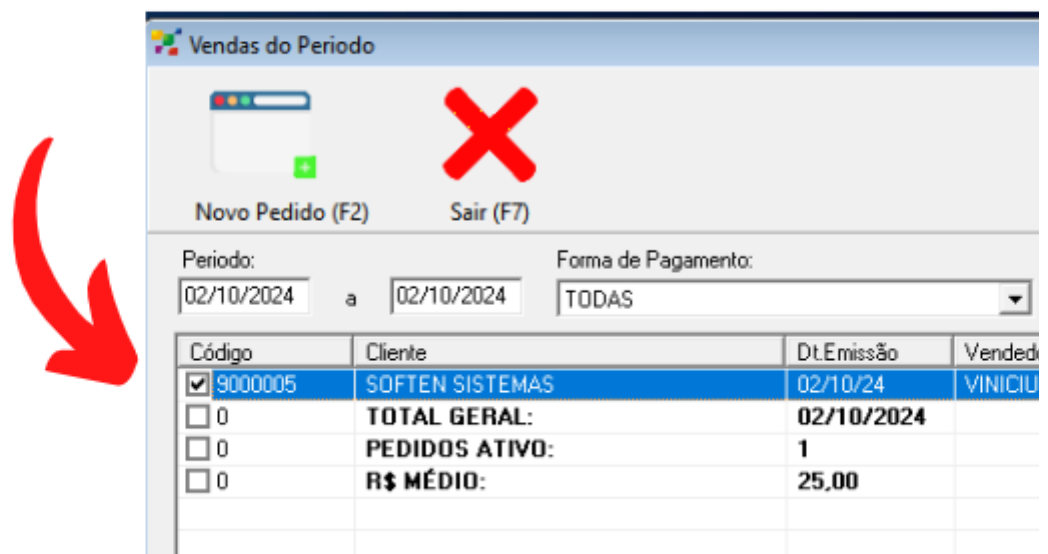 Vendas do Periodo
Novo Pedido (F2) Sair (F7)
Periodo: Forma de Pagamento:
02/10/2024 a 02/10/2024 TODAS
Código Cliente Dt.Emissão
9000005 SOFTEN SISTEMAS 02/10/24
0 TOTAL GERAL: 02/10/2024
0 PEDIDOS ATIVO: 1
0 R$ MÉDIO: 25,00